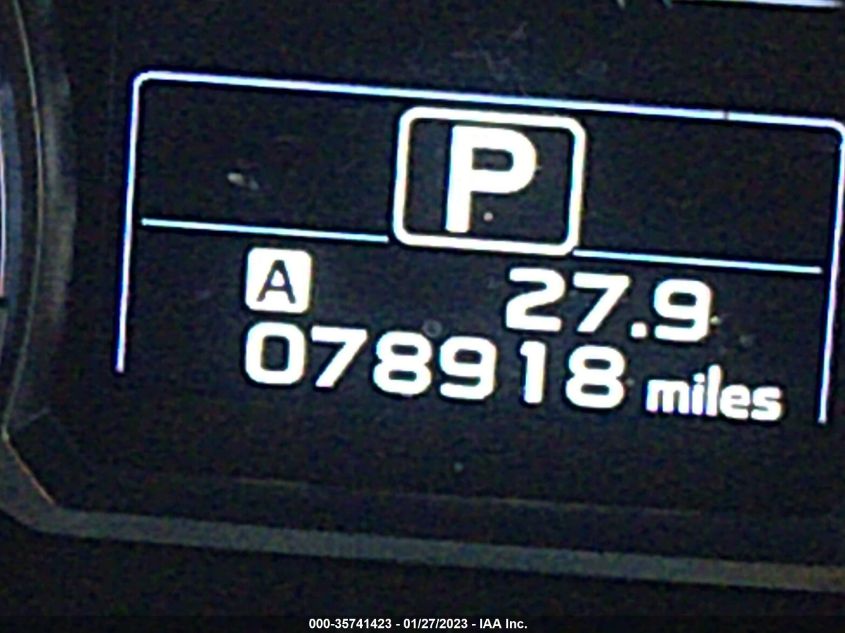 P
A 27.9
078918 miles
000-35741423 - 01/27/2023 - IAA Inc.